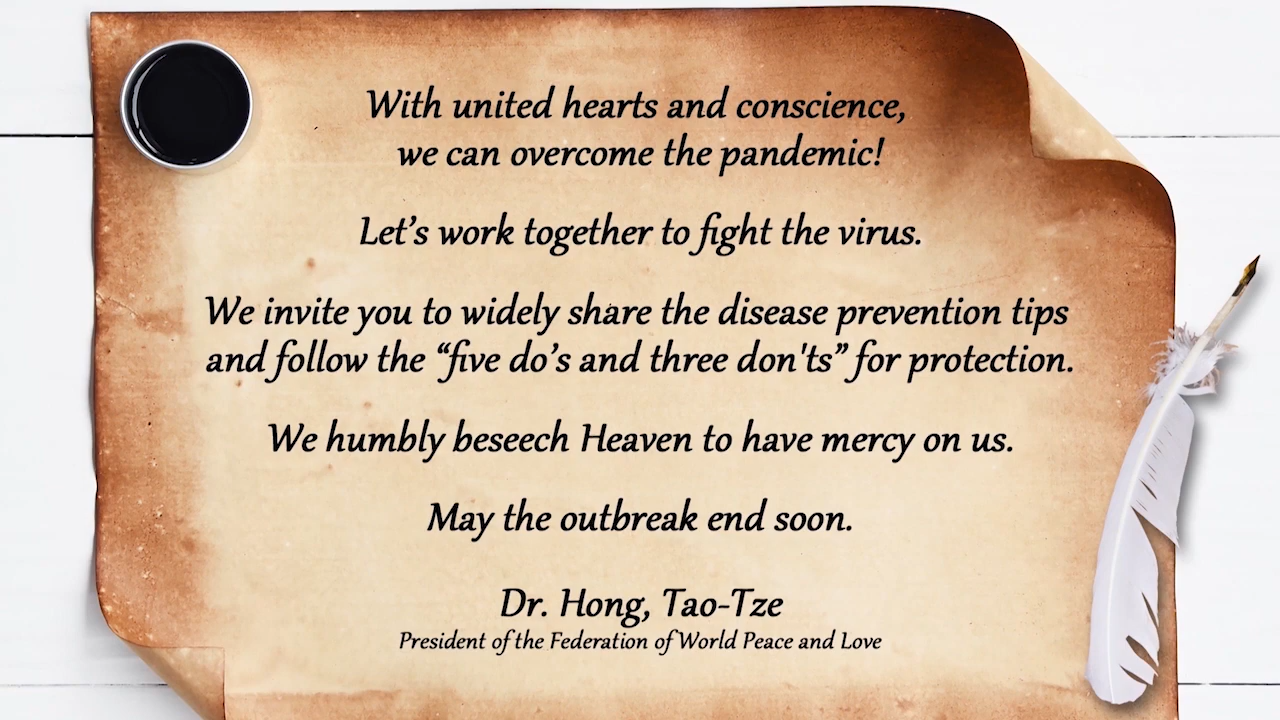 With united hearts and conscience,
we can overcome the pandemic!
Let’s work together to fight the virus.
We invite you to widely share the disease prevention tips
and follow the “five do’s and three don'ts” for protection.
We humbly beseech Heaven to have mercy on us.
May the outbreak end soon.
Dr. Hong, Tao-Tze
President of the Federation of World Peace and Love